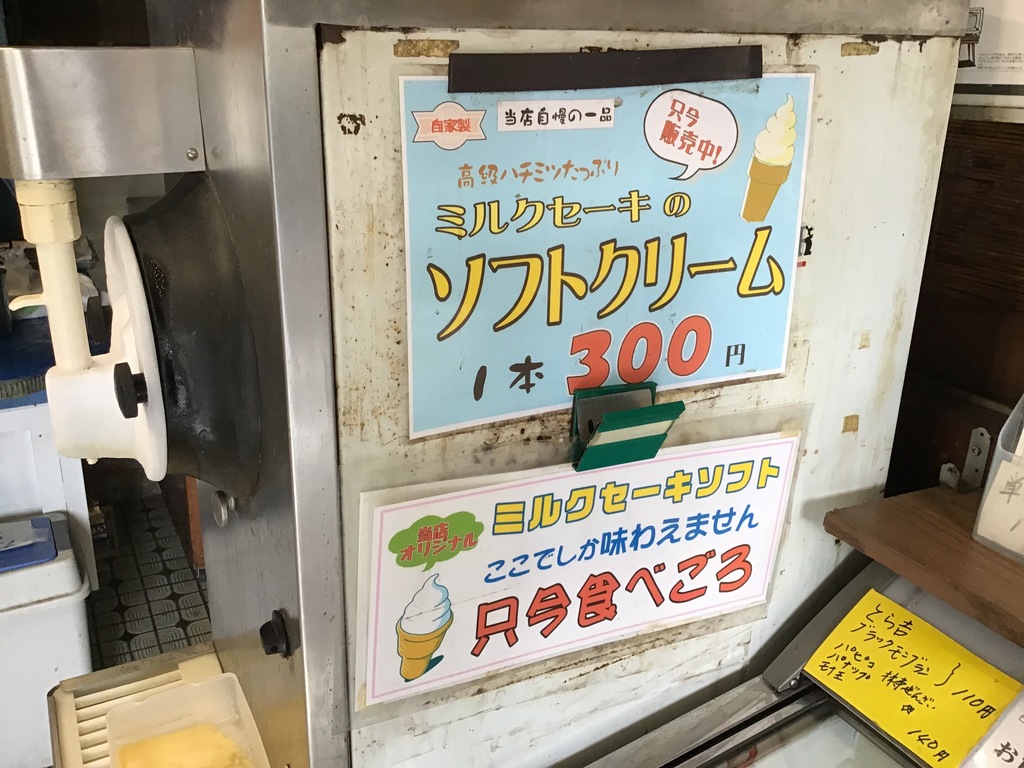 自家製
当店自慢の一品
只今
販売中!
高級ハチミツたっぷり
ミルクセーキの
ソフトクリーム
1本 300円
当店
オリジナル
ミルクセーキソフト
ここでしか味わえません
只今食べごろ
とら吉
ブラックモンブラン
110円
140円